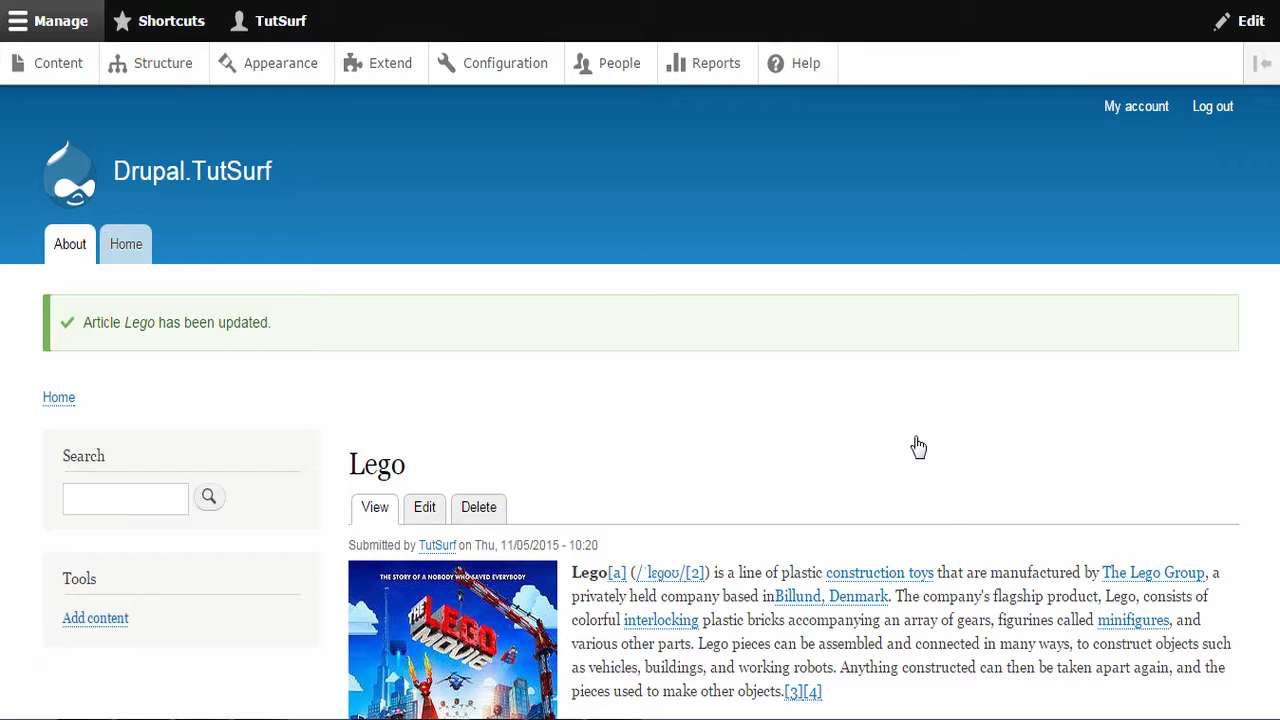 Manage Shortcuts TutSurf Edit
Content Structure Appearance Extend Configuration People Reports Help
My account Log out
Drupal.TutSurf
About Home
Article Lego has been updated.
Home
Search
Tools
Add content
Lego
View Edit Delete
Submitted by TutSurf on Thu, 11/05/2015 - 10:20
THE STORY OF A NOBODY WHO SAVED EVERYBODY
THE LEGO MOVIE
Lego[a] (/ˈlɛɡoʊ/[2]) is a line of plastic construction toys that are manufactured by The Lego Group, a
privately held company based inBillund, Denmark. The company's flagship product, Lego, consists of
colorful interlocking plastic bricks accompanying an array of gears, figurines called minifigures, and
various other parts. Lego pieces can be assembled and connected in many ways, to construct objects such
as vehicles, buildings, and working robots. Anything constructed can then be taken apart again, and the
pieces used to make other objects.[3][4]